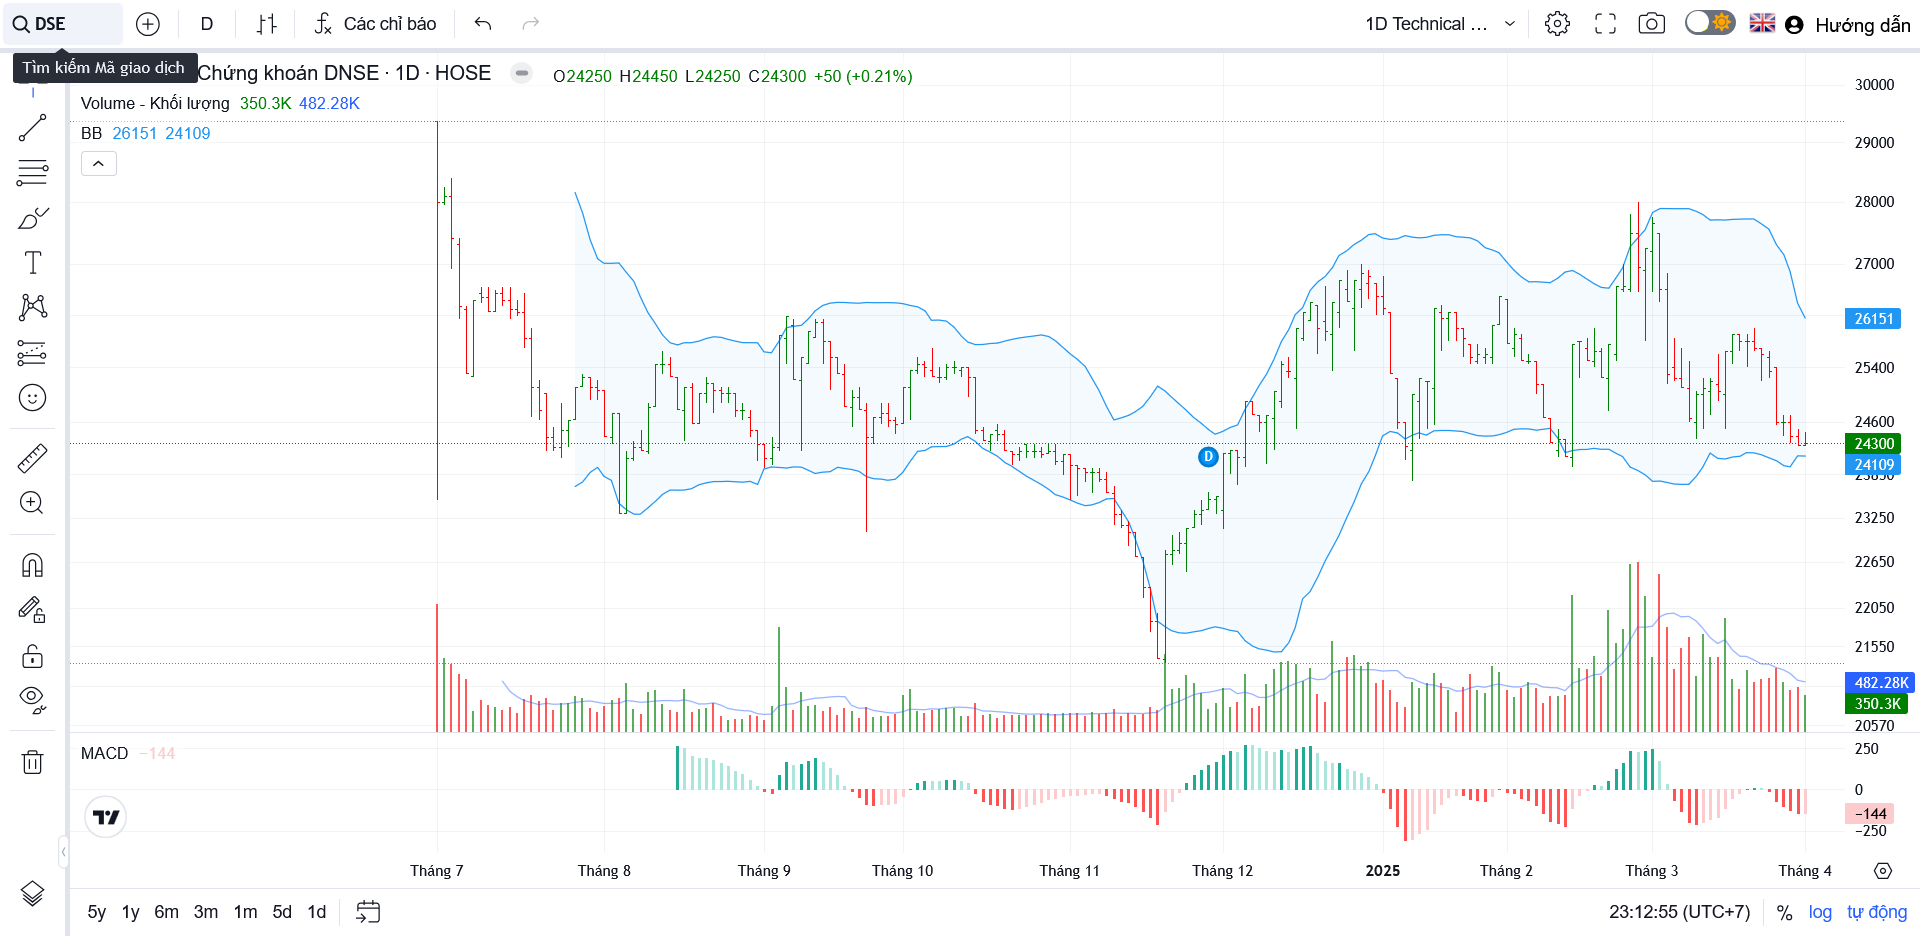 DSE
D
Các chỉ báo
1D Technical ...
Hướng dẫn
Tìm kiếm Mã giao dịch
Chứng khoán DNSE · 1D · HOSE
O24250 H24450 L24250 C24300 +50 (+0.21%)
Volume - Khối lượng 350.3K 482.28K
BB 26151 24109
30000
29000
28000
27000
26151
25400
24600
24300
24109
23850
23250
22650
22050
21550
482.28K
350.3K
20570
D
MACD −144
250
0
−144
−250
Tháng 7 Tháng 8 Tháng 9 Tháng 10 Tháng 11 Tháng 12 2025 Tháng 2 Tháng 3 Tháng 4
5y 1y 6m 3m 1m 5d 1d
23:12:55 (UTC+7) % log tự động